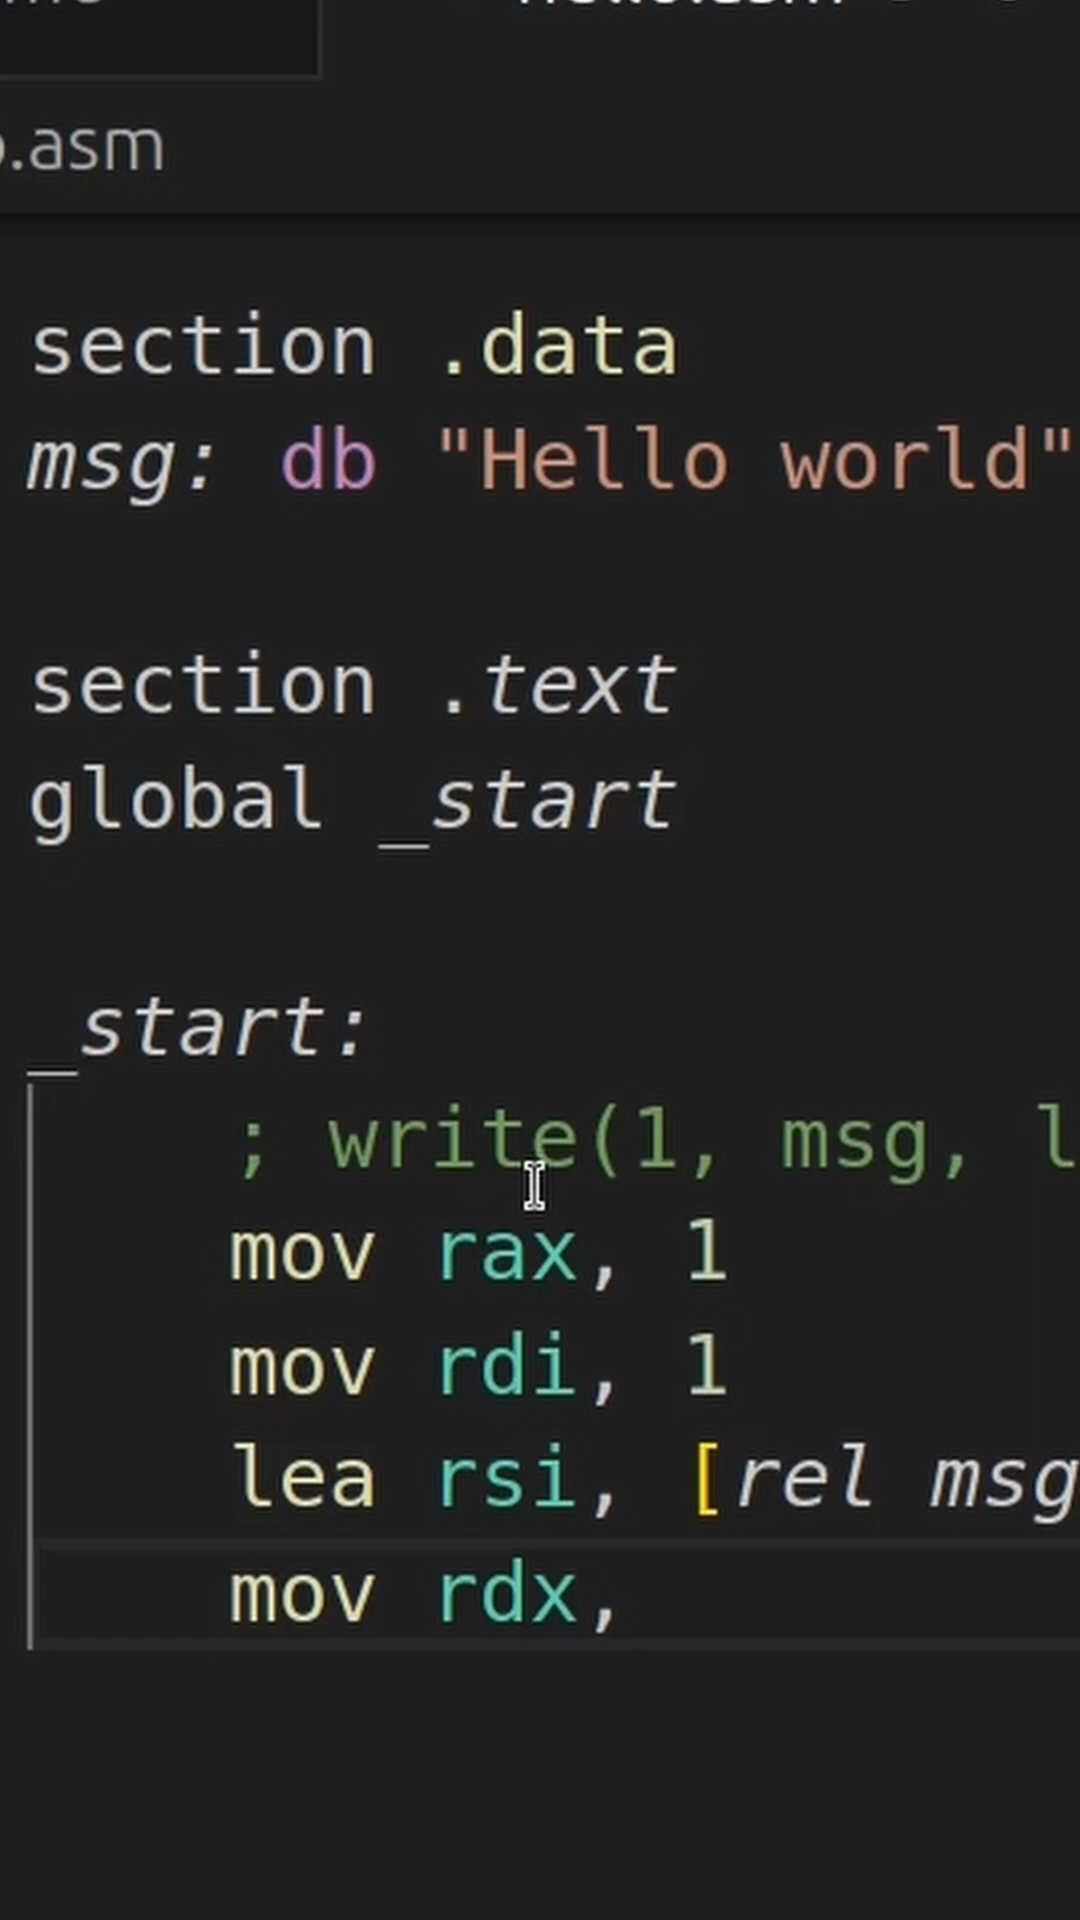 .asm
section .data
msg: db "Hello world"
section .text
global _start
_start:
; write(1, msg, l
mov rax, 1
mov rdi, 1
lea rsi, [rel msg
mov rdx,